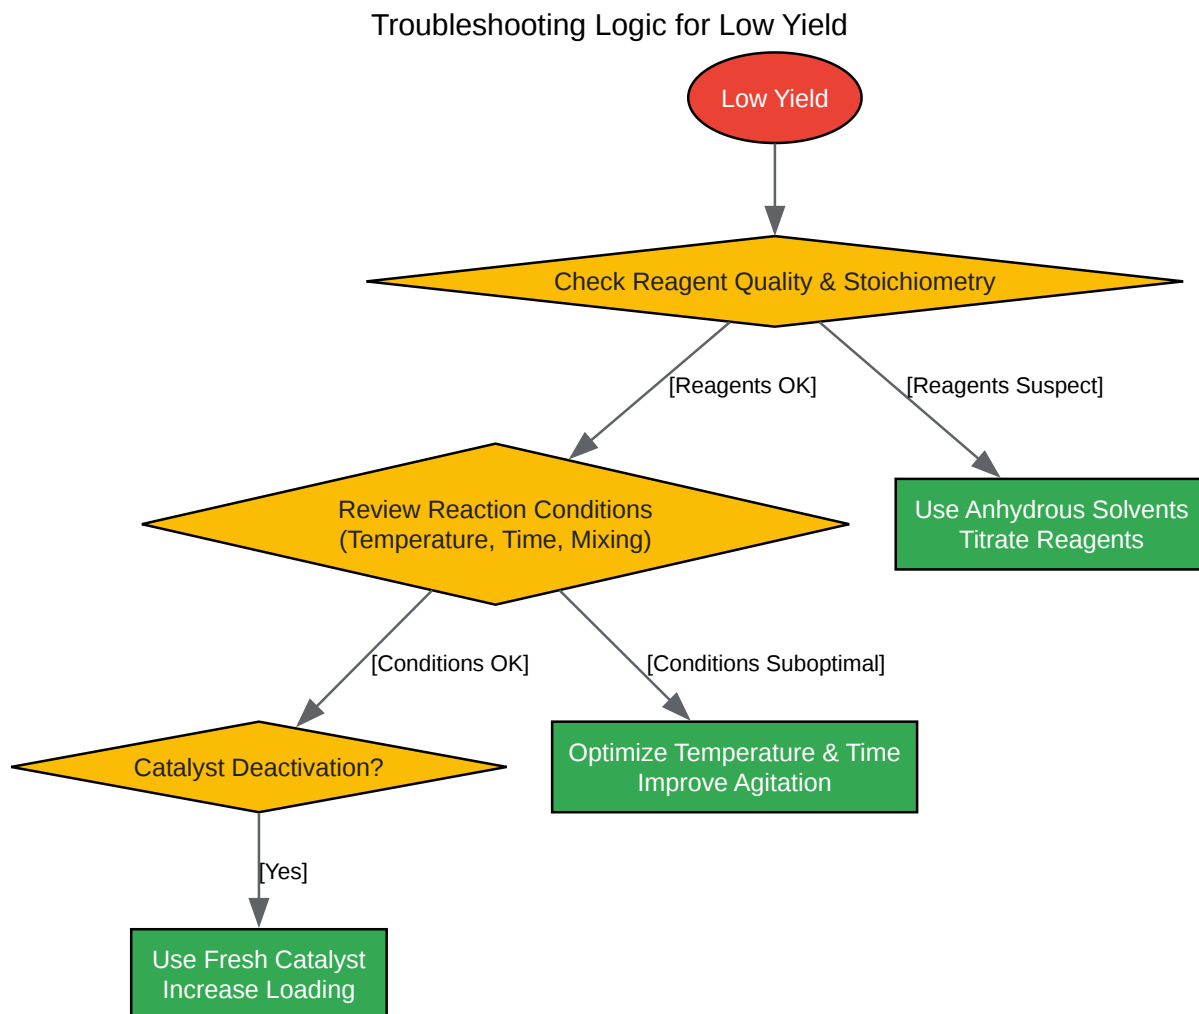 Troubleshooting Logic for Low Yield
Low Yield
Check Reagent Quality & Stoichiometry
[Reagents OK]
[Reagents Suspect]
Review Reaction Conditions
(Temperature, Time, Mixing)
Use Anhydrous Solvents
Titrate Reagents
[Conditions OK]
[Conditions Suboptimal]
Catalyst Deactivation?
Optimize Temperature & Time
Improve Agitation
[Yes]
Use Fresh Catalyst
Increase Loading